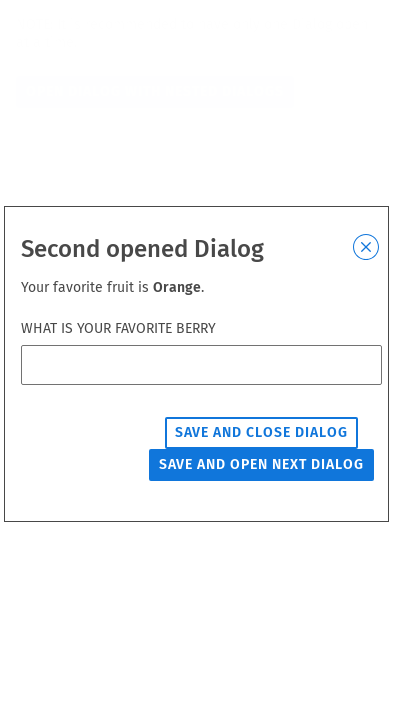 Second opened Dialog
Your favorite fruit is Orange.
WHAT IS YOUR FAVORITE BERRY
SAVE AND CLOSE DIALOG
SAVE AND OPEN NEXT DIALOG